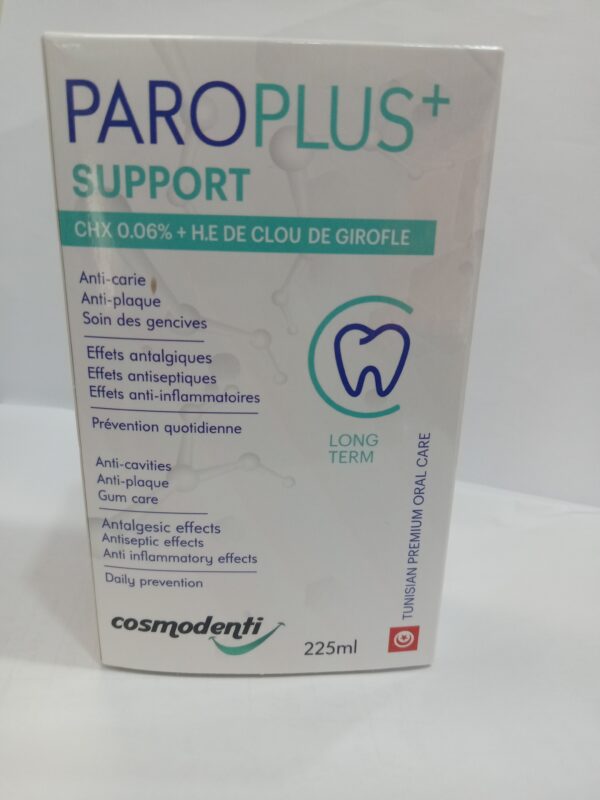 PAROPLUS+
SUPPORT
CHX 0.06% + H.E DE CLOU DE GIROFLE
Anti-carie
Anti-plaque
Soin des gencives
Effets antalgiques
Effets antiseptiques
Effets anti-inflammatoires
Prévention quotidienne
LONG
TERM
Anti-cavities
Anti-plaque
Gum care
Antalgesic effects
Antiseptic effects
Anti inflammatory effects
Daily prevention
TUNISIAN PREMIUM ORAL CARE
cosmodenti
225ml